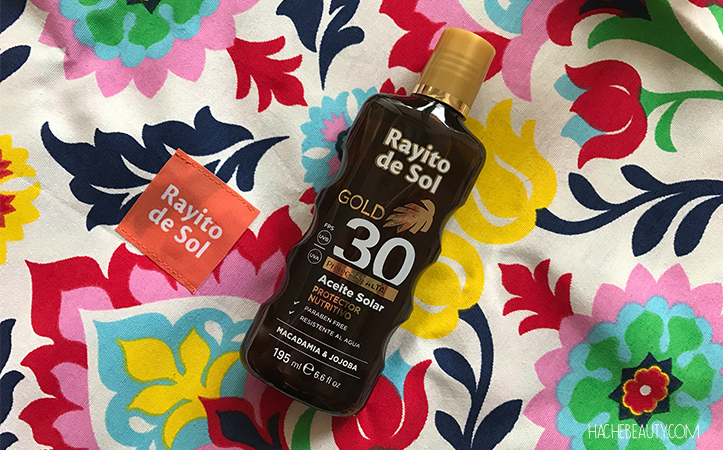 Rayito
de Sol
Rayito
de Sol
GOLD
FPS
30
UVB
UVA
Aceite Solar
PROTECTOR
NUTRITIVO
✓ PARABEN FREE
✓ RESISTENTE AL AGUA
MACADAMIA & JOJOBA
195 ml ℮ 6.6 fl oz
HACHEBEAUTY.COM